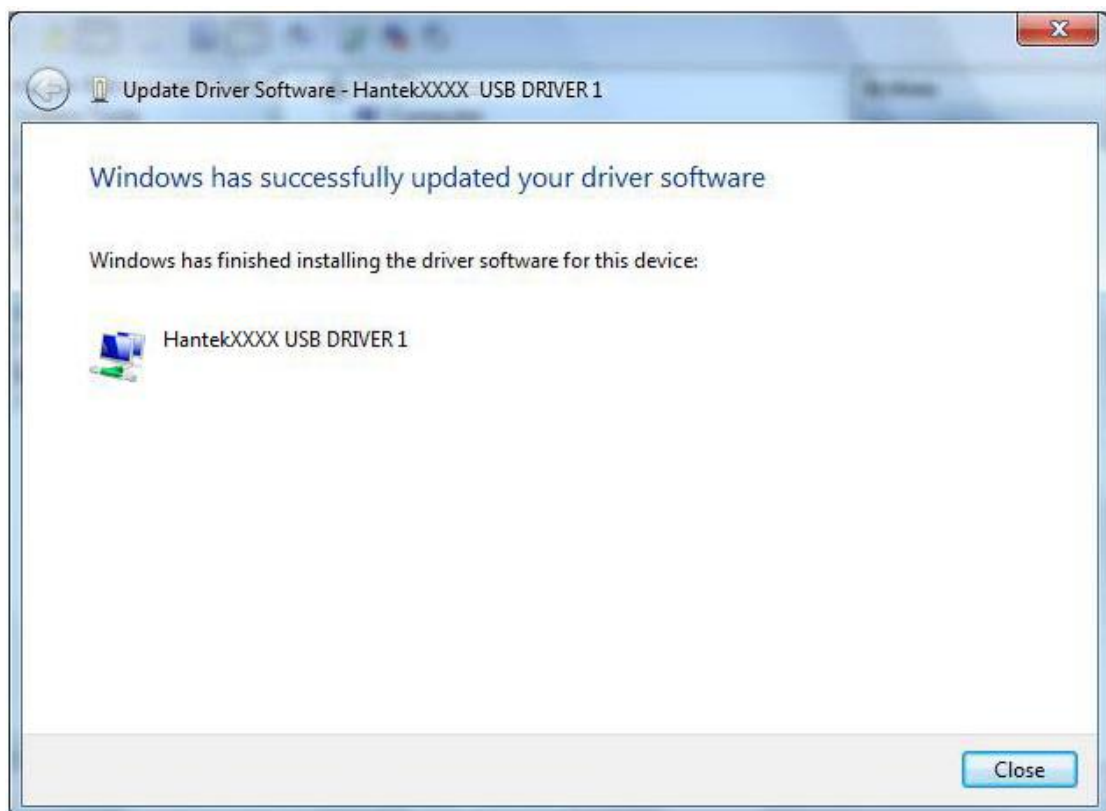 Update Driver Software - HantekXXXX USB DRIVER 1
Windows has successfully updated your driver software
Windows has finished installing the driver software for this device:
HantekXXXX USB DRIVER 1
Close